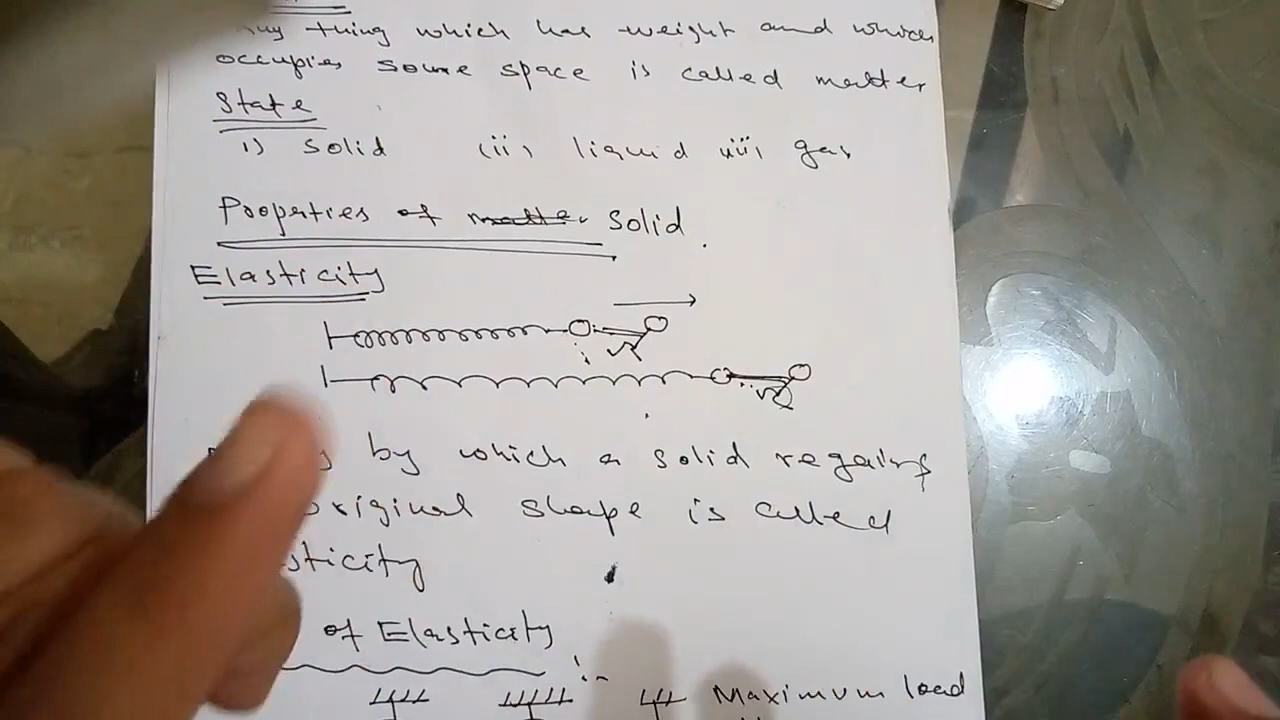 thing which has weight and which
occupies some space is called matter
State
i) solid (ii) liquid (iii) gas
Properties of matter solid.
Elasticity
by which a solid regains
original shape is called
sticity
of Elasticity
Maximum load